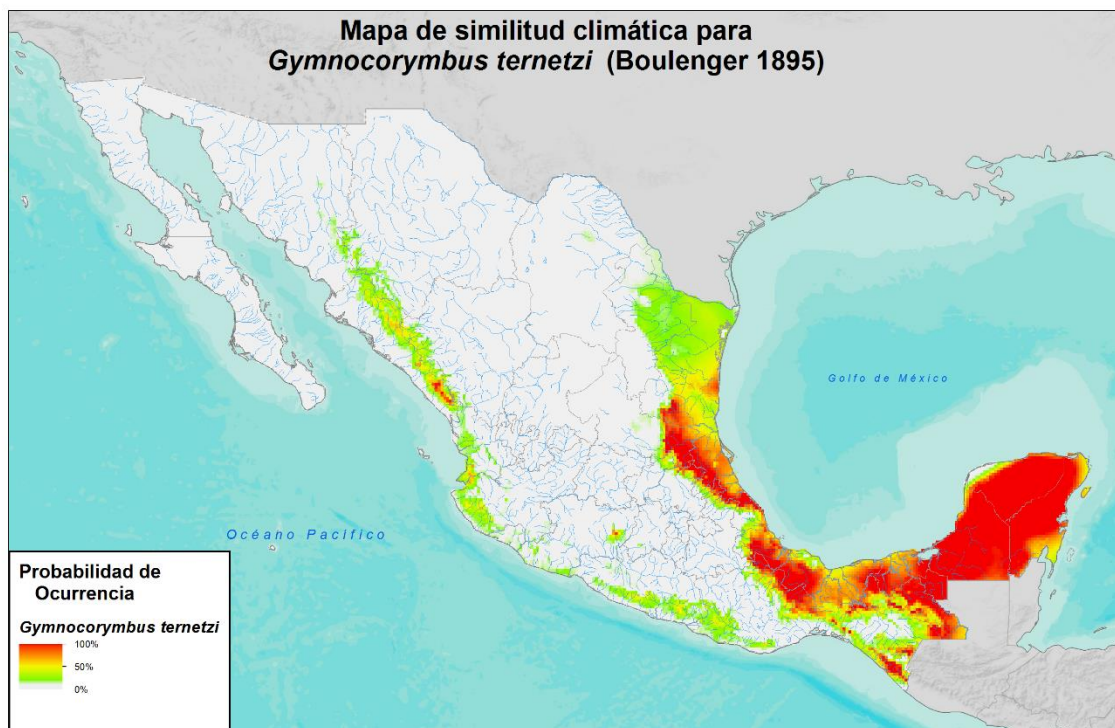 Mapa de similitud climática para
Gymnocorymbus ternetzi (Boulenger 1895)
Golfo de México
Océano Pacífico
Probabilidad de
Ocurrencia
Gymnocorymbus ternetzi
100%
50%
0%